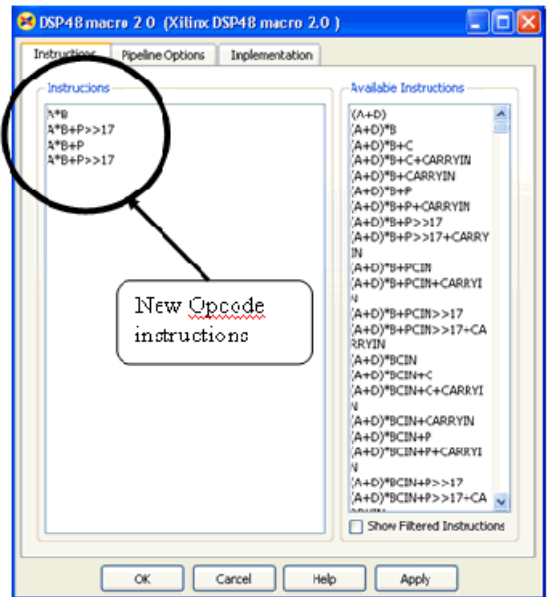 DSP48 macro 2 0 (Xilinx DSP48 macro 2.0 )
Instructions Pipeline Options Implementation
Instructions
A*B
A*B+P>>17
A*B+P
A*B+P>>17
New Opcode
instructions
Available Instructions
(A+D)
(A+D)*B
(A+D)*B+C
(A+D)*B+C+CARRYIN
(A+D)*B+CARRYIN
(A+D)*B+P
(A+D)*B+P+CARRYIN
(A+D)*B+P>>17
(A+D)*B+P>>17+CARRY
IN
(A+D)*B+PCIN
(A+D)*B+PCIN+CARRYI
N
(A+D)*B+PCIN>>17
(A+D)*B+PCIN>>17+CA
RRYIN
(A+D)*BCIN
(A+D)*BCIN+C
(A+D)*BCIN+C+CARRYI
N
(A+D)*BCIN+CARRYIN
(A+D)*BCIN+P
(A+D)*BCIN+P+CARRYI
N
(A+D)*BCIN+P>>17
(A+D)*BCIN+P>>17+CA
RRYIN
Show Filtered Instructions
OK Cancel Help Apply